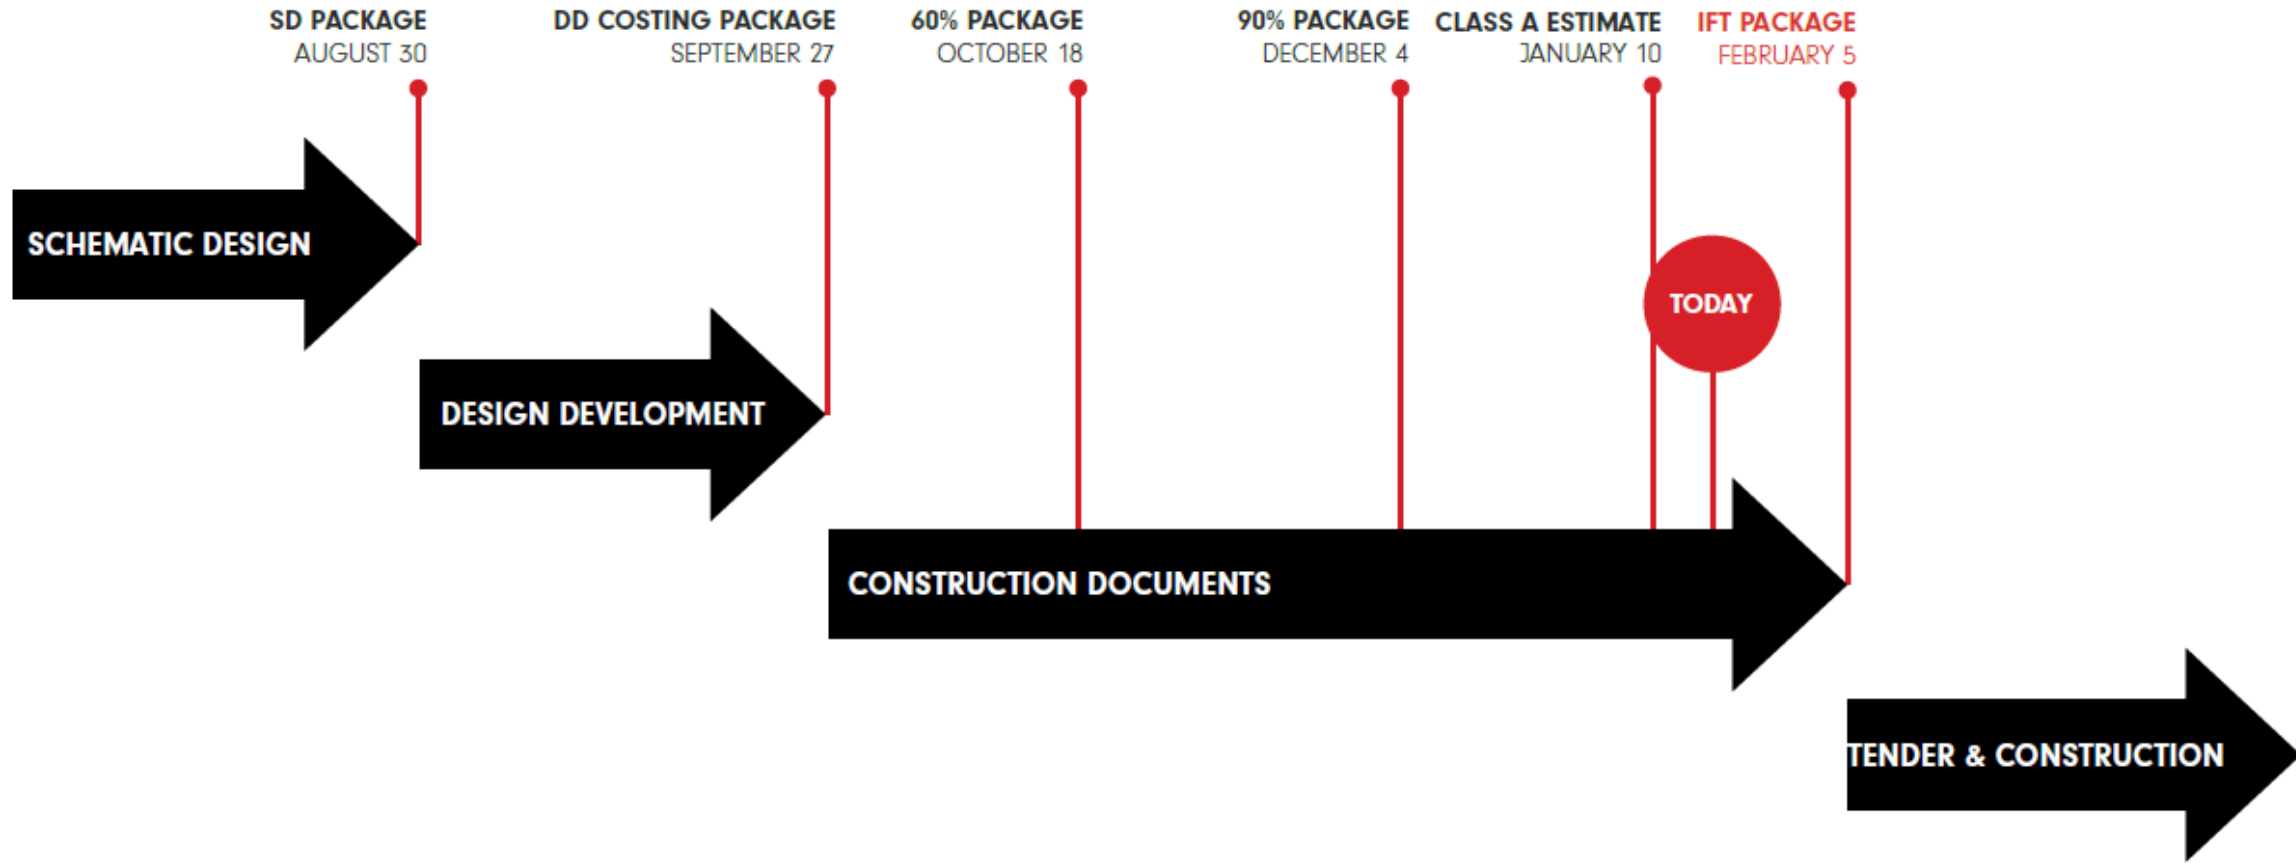 SD PACKAGE
AUGUST 30
DD COSTING PACKAGE
SEPTEMBER 27
60% PACKAGE
OCTOBER 18
90% PACKAGE
DECEMBER 4
CLASS A ESTIMATE
JANUARY 10
IFT PACKAGE
FEBRUARY 5
SCHEMATIC DESIGN
TODAY
DESIGN DEVELOPMENT
CONSTRUCTION DOCUMENTS
TENDER & CONSTRUCTION